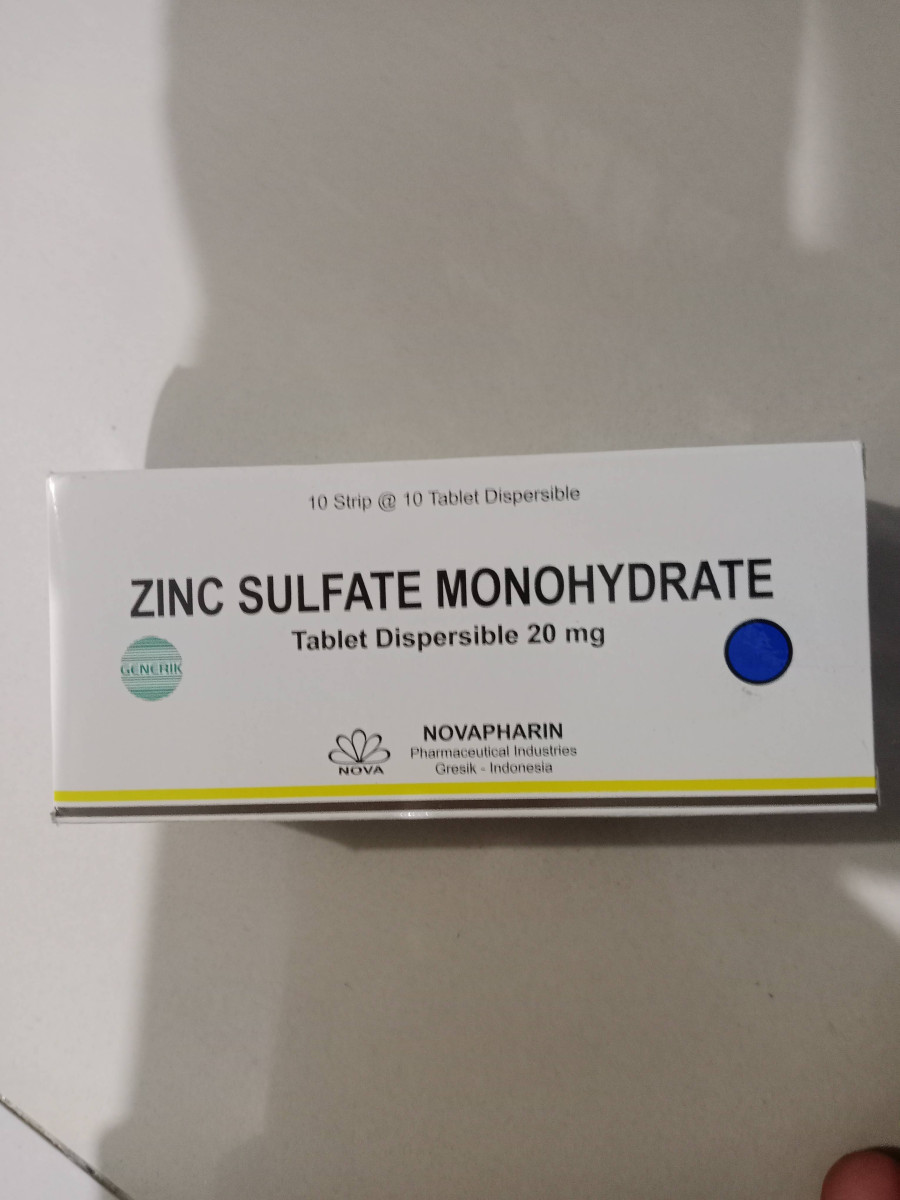 10 Strip @ 10 Tablet Dispersible
ZINC SULFATE MONOHYDRATE
Tablet Dispersible 20 mg
GENERIK
NOVA
NOVAPHARIN
Pharmaceutical Industries
Gresik - Indonesia